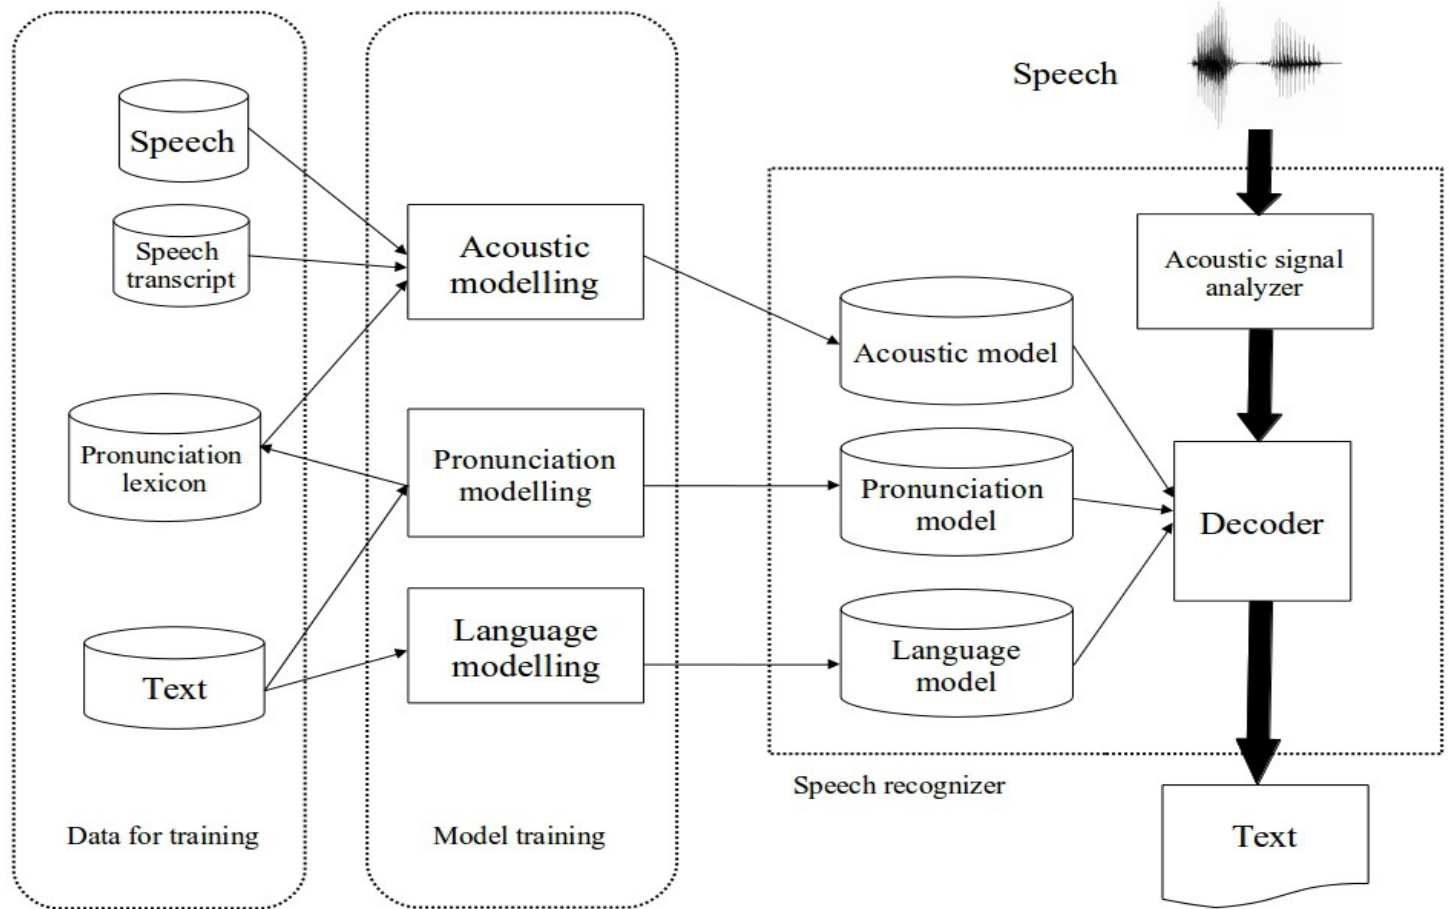 Speech
Speech
transcript
Pronunciation
lexicon
Text
Data for training
Acoustic
modelling
Pronunciation
modelling
Language
modelling
Model training
Speech
Acoustic signal
analyzer
Acoustic model
Pronunciation
model
Language
model
Decoder
Speech recognizer
Text